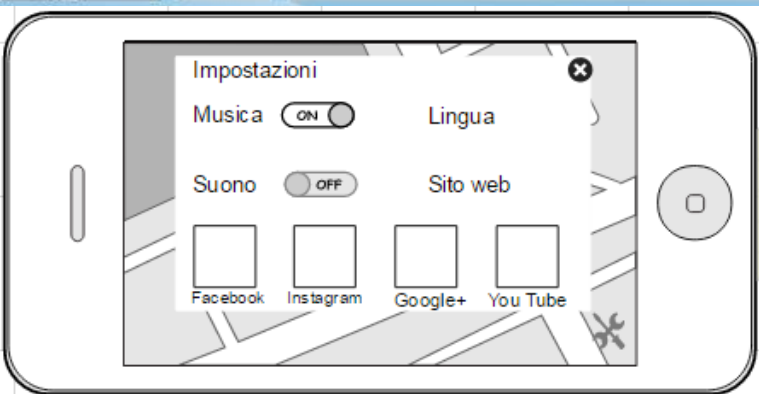 Impostazioni
Musica ON Lingua
Suono OFF Sito web
Facebook Instagram Google+ You Tube